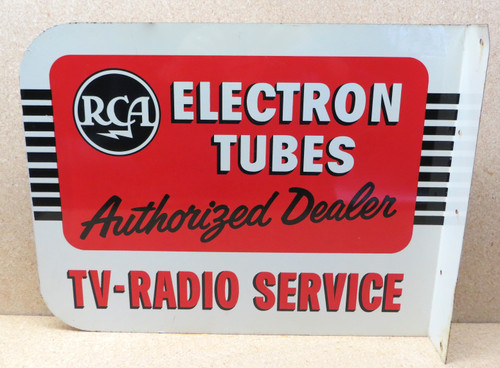 RCA
ELECTRON
TUBES
Authorized Dealer
TV-RADIO SERVICE